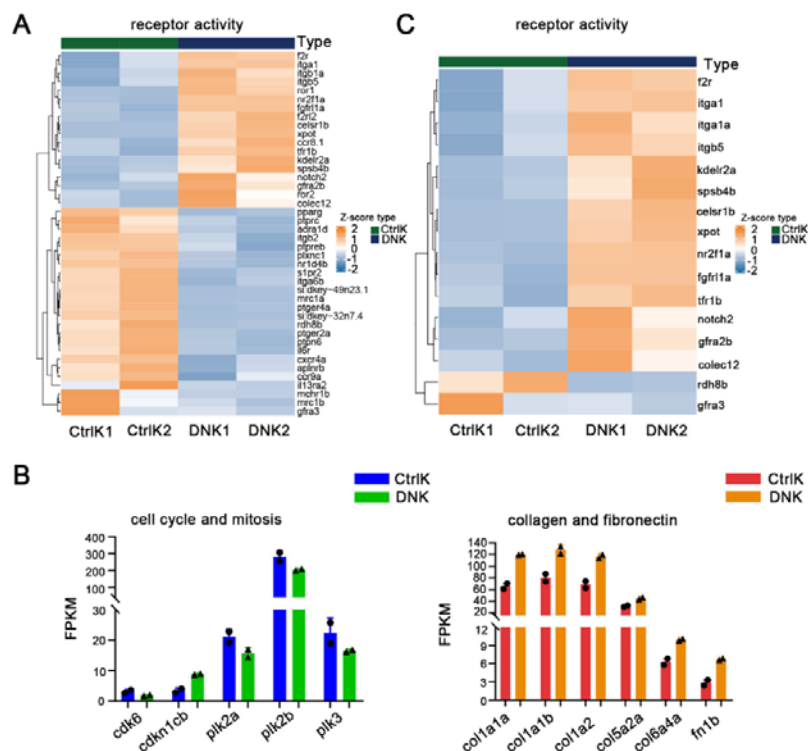 A
receptor activity
Type
f2r
itga1
itgb1a
itgb5
ror1
nr2f1a
fgfrl1a
f2rl2
celsr1b
xpot
ccr8.1
tfr1b
kdelr2a
spsb4b
notch2
gfra2b
ror2
colec12
pparg
ptprc
adra1d
itgb2
ptpreb
plxnc1
nr1d4b
s1pr2
itga6b
si:dkey-49n23.1
mrc1a
ptger4a
si:dkey-32n7.4
rdh8b
ptger2a
ptpn6
il6r
cxcr4a
aplnrb
ccr9a
il13ra2
mchr1b
mrc1b
gfra3
Z-score type
2
1
0
-1
-2
CtrlK
DNK
CtrlK1
CtrlK2
DNK1
DNK2
C
receptor activity
Type
f2r
itga1
itga1a
itgb5
kdelr2a
spsb4b
celsr1b
xpot
nr2f1a
fgfrl1a
tfr1b
notch2
gfra2b
colec12
rdh8b
gfra3
Z-score type
2
1
0
-1
-2
CtrlK
DNK
CtrlK1
CtrlK2
DNK1
DNK2
B
CtrlK
DNK
cell cycle and mitosis
FPKM
400
300
200
100
30
20
10
0
cdk6
cdkn1cb
plk2a
plk2b
plk3
CtrlK
DNK
collagen and fibronectin
FPKM
140
120
100
80
60
40
20
12
9
6
3
0
col1a1a
col1a1b
col1a2
col5a2a
col6a4a
fn1b